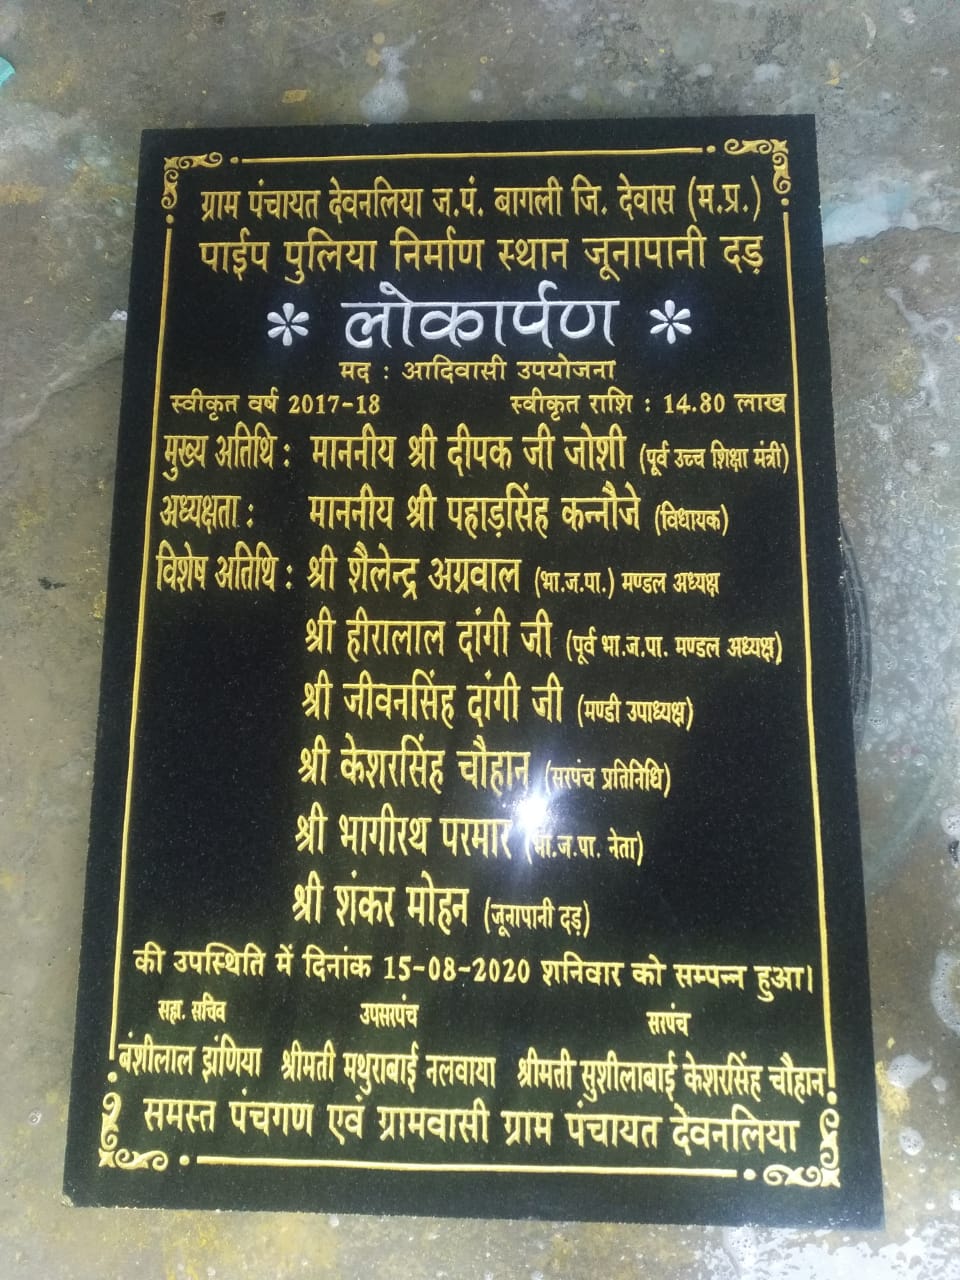 ग्राम पंचायत देवनलिया ज.पं. बागली जि. देवास (म.प्र.)
पाईप पुलिया निर्माण स्थान जूनापानी दड़
* लोकार्पण *
मद : आदिवासी उपयोजना
स्वीकृत वर्ष 2017-18 स्वीकृत राशि : 14.80 लाख
मुख्य अतिथि : माननीय श्री दीपक जी जोशी (पूर्व उच्च शिक्षा मंत्री)
अध्यक्षता : माननीय श्री पहाड़सिंह कन्नौजे (विधायक)
विशेष अतिथि : श्री शैलेन्द्र अग्रवाल (भा.ज.पा.) मण्डल अध्यक्ष
श्री हीरालाल दांगी जी (पूर्व भा.ज.पा. मण्डल अध्यक्ष)
श्री जीवनसिंह दांगी जी (मण्डी उपाध्यक्ष)
श्री केशरसिंह चौहान (सरपंच प्रतिनिधि)
श्री भागीरथ परमार (भा.ज.पा. नेता)
श्री शंकर मोहन (जूनापानी दड़)
की उपस्थिति में दिनांक 15-08-2020 शनिवार को सम्पन्न हुआ।
सहा. सचिव उपसरपंच सरपंच
बंशीलाल झांणिया श्रीमती मथुराबाई नलवाया श्रीमती सुशीलाबाई केशरसिंह चौहान
समस्त पंचगण एवं ग्रामवासी ग्राम पंचायत देवनलिया